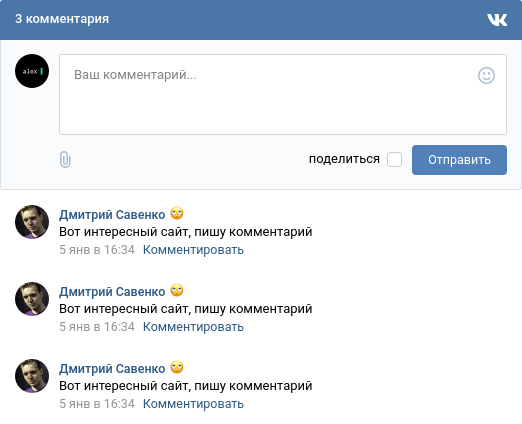 3 комментария
alex
Ваш комментарий...
поделиться
Отправить
Дмитрий Савенко
Вот интересный сайт, пишу комментарий
5 янв в 16:34 Комментировать
Дмитрий Савенко
Вот интересный сайт, пишу комментарий
5 янв в 16:34 Комментировать
Дмитрий Савенко
Вот интересный сайт, пишу комментарий
5 янв в 16:34 Комментировать